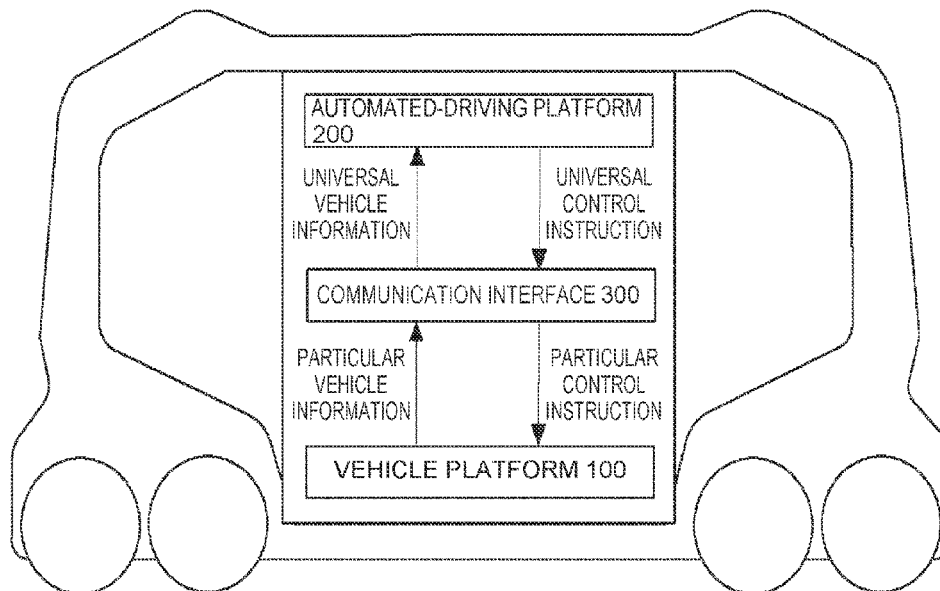 AUTOMATED-DRIVING PLATFORM
200
UNIVERSAL
VEHICLE
INFORMATION
UNIVERSAL
CONTROL
INSTRUCTION
COMMUNICATION INTERFACE 300
PARTICULAR
VEHICLE
INFORMATION
PARTICULAR
CONTROL
INSTRUCTION
VEHICLE PLATFORM 100